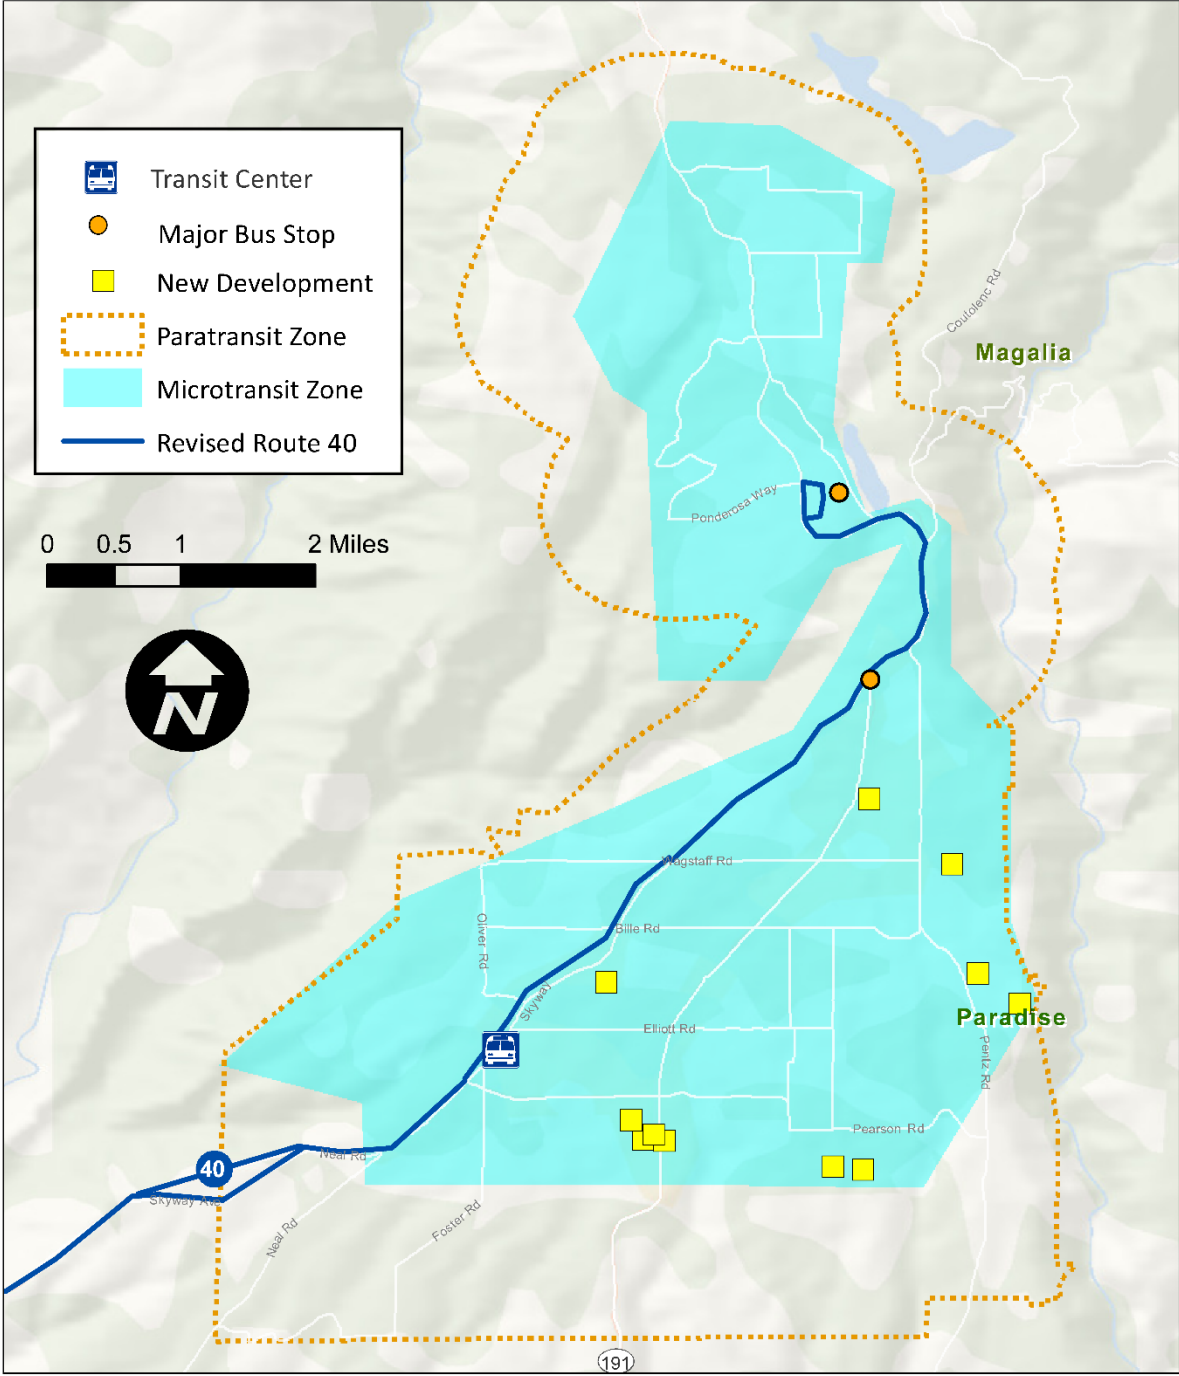 Transit Center
Major Bus Stop
New Development
Paratransit Zone
Microtransit Zone
Revised Route 40
0 0.5 1 2 Miles
N
Coutolenc Rd
Magalia
Ponderosa Way
Wagstaff Rd
Oliver Rd
Bille Rd
Skyway
Elliott Rd
Paradise
Pentz Rd
Pearson Rd
Neal Rd
40
Skyway Ave
Neal Rd
Foster Rd
191